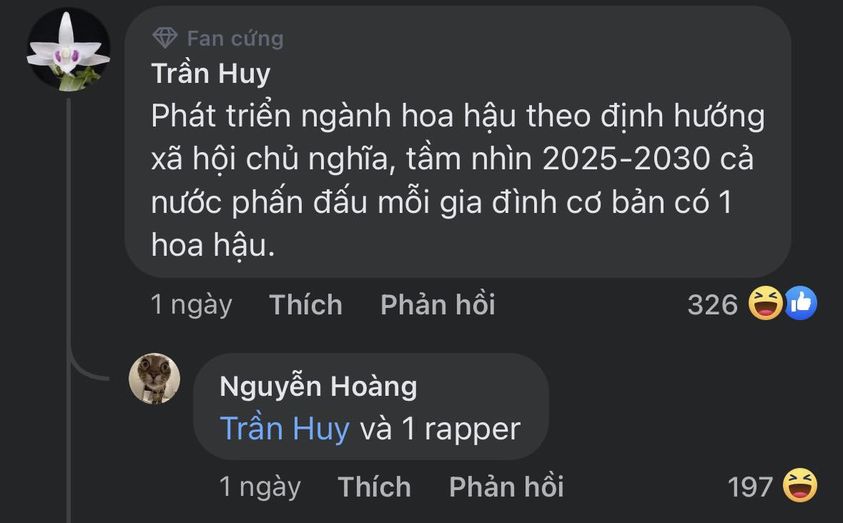 Fan cứng
Trần Huy
Phát triển ngành hoa hậu theo định hướng
xã hội chủ nghĩa, tầm nhìn 2025-2030 cả
nước phấn đấu mỗi gia đình cơ bản có 1
hoa hậu.
1 ngày Thích Phản hồi 326
Nguyễn Hoàng
Trần Huy và 1 rapper
1 ngày Thích Phản hồi 197